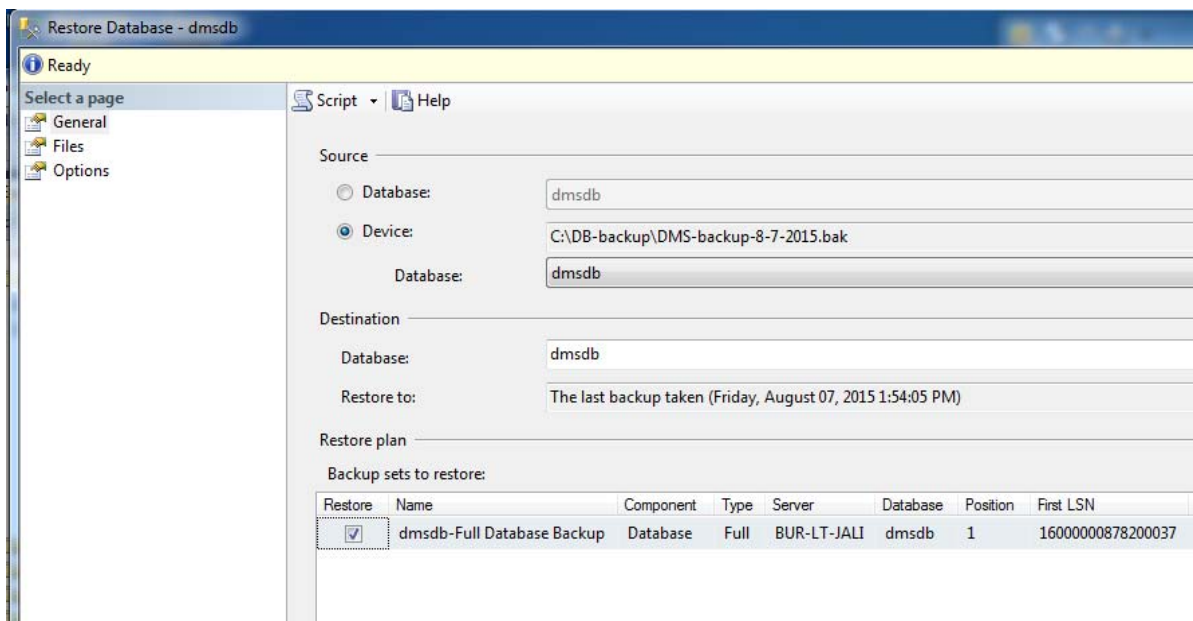 Restore Database - dmsdb
Ready
Select a page
General
Files
Options
Script Help
Source
Database: dmsdb
Device: C:\DB-backup\DMS-backup-8-7-2015.bak
Database: dmsdb
Destination
Database: dmsdb
Restore to: The last backup taken (Friday, August 07, 2015 1:54:05 PM)
Restore plan
Backup sets to restore:
Restore Name Component Type Server Database Position First LSN
dmsdb-Full Database Backup Database Full BUR-LT-JALI dmsdb 1 16000000878200037